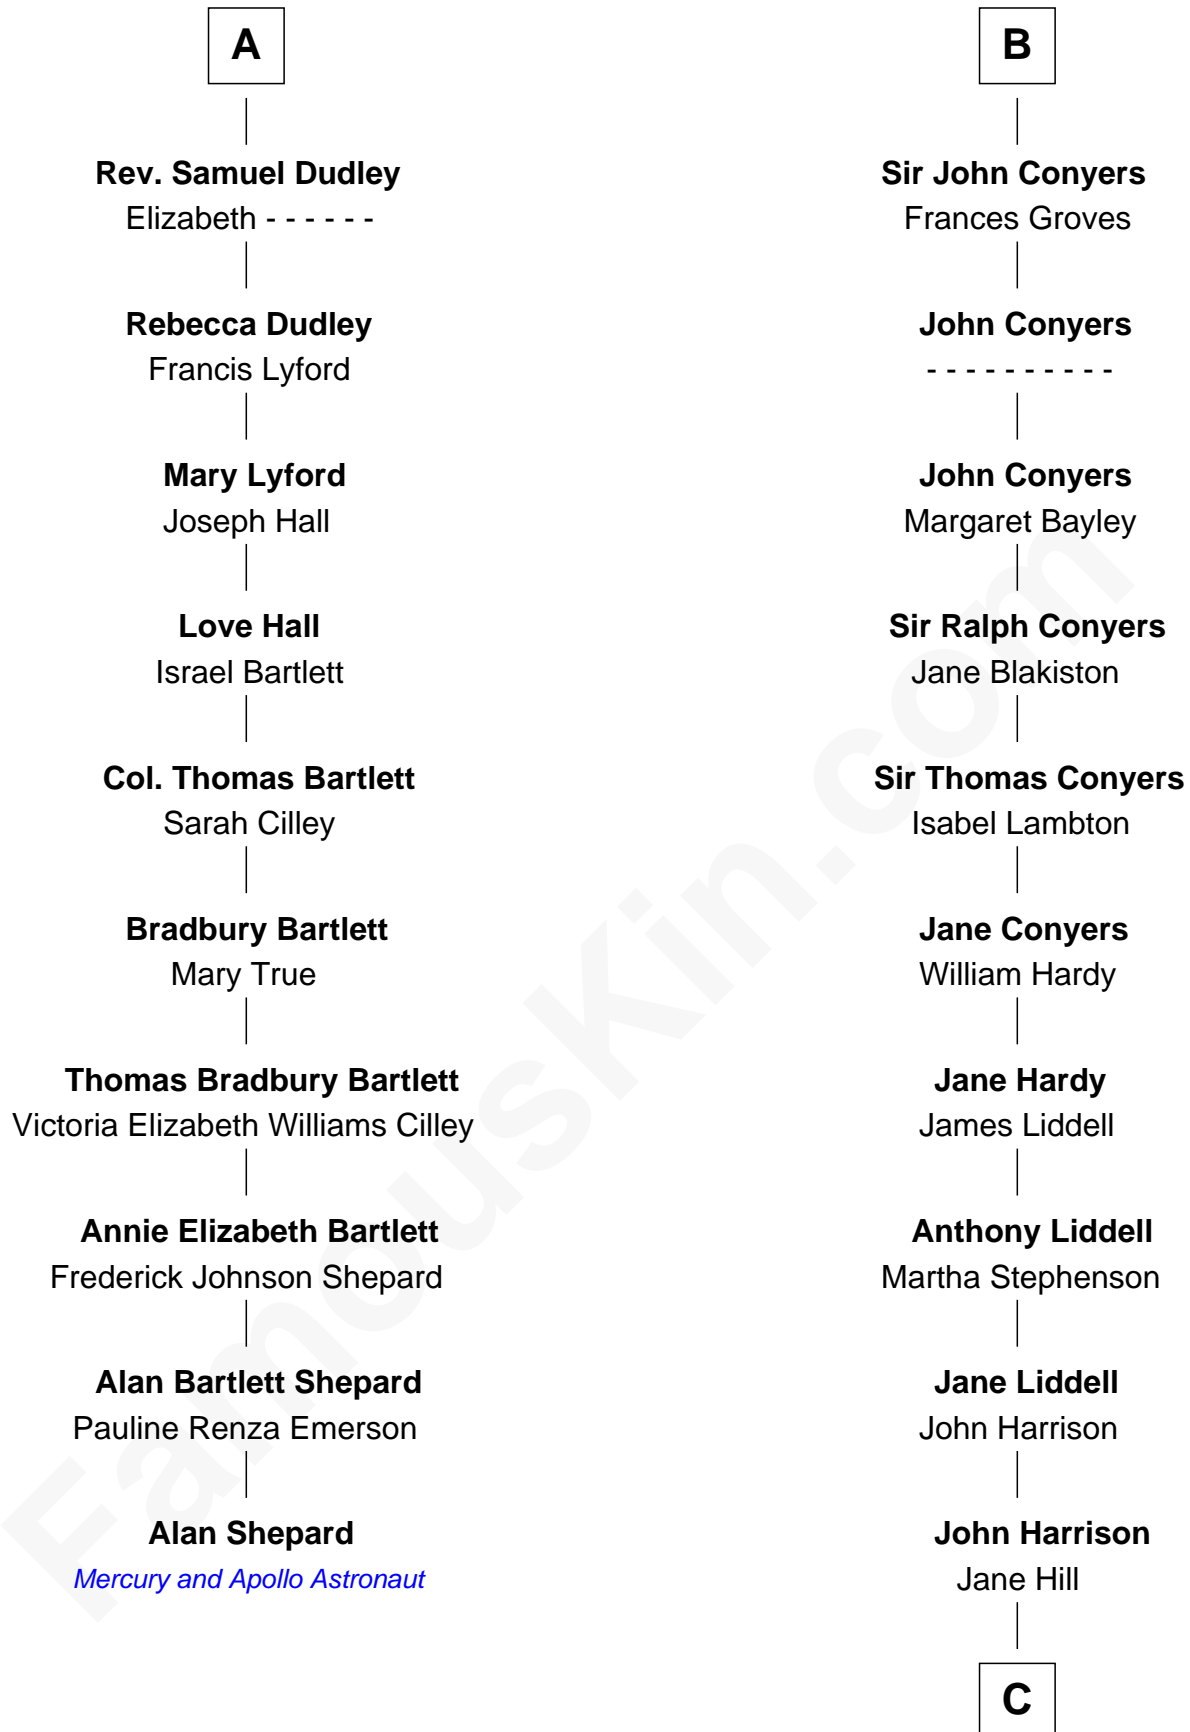 A
Rev. Samuel Dudley
Elizabeth - - - - - -
Rebecca Dudley
Francis Lyford
Mary Lyford
Joseph Hall
Love Hall
Israel Bartlett
Col. Thomas Bartlett
Sarah Cilley
Bradbury Bartlett
Mary True
Thomas Bradbury Bartlett
Victoria Elizabeth Williams Cilley
Annie Elizabeth Bartlett
Frederick Johnson Shepard
Alan Bartlett Shepard
Pauline Renza Emerson
Alan Shepard
Mercury and Apollo Astronaut
B
Sir John Conyers
Frances Groves
John Conyers
- - - - - - - - - -
John Conyers
Margaret Bayley
Sir Ralph Conyers
Jane Blakiston
Sir Thomas Conyers
Isabel Lambton
Jane Conyers
William Hardy
Jane Hardy
James Liddell
Anthony Liddell
Martha Stephenson
Jane Liddell
John Harrison
John Harrison
Jane Hill
C
FamousKin.com